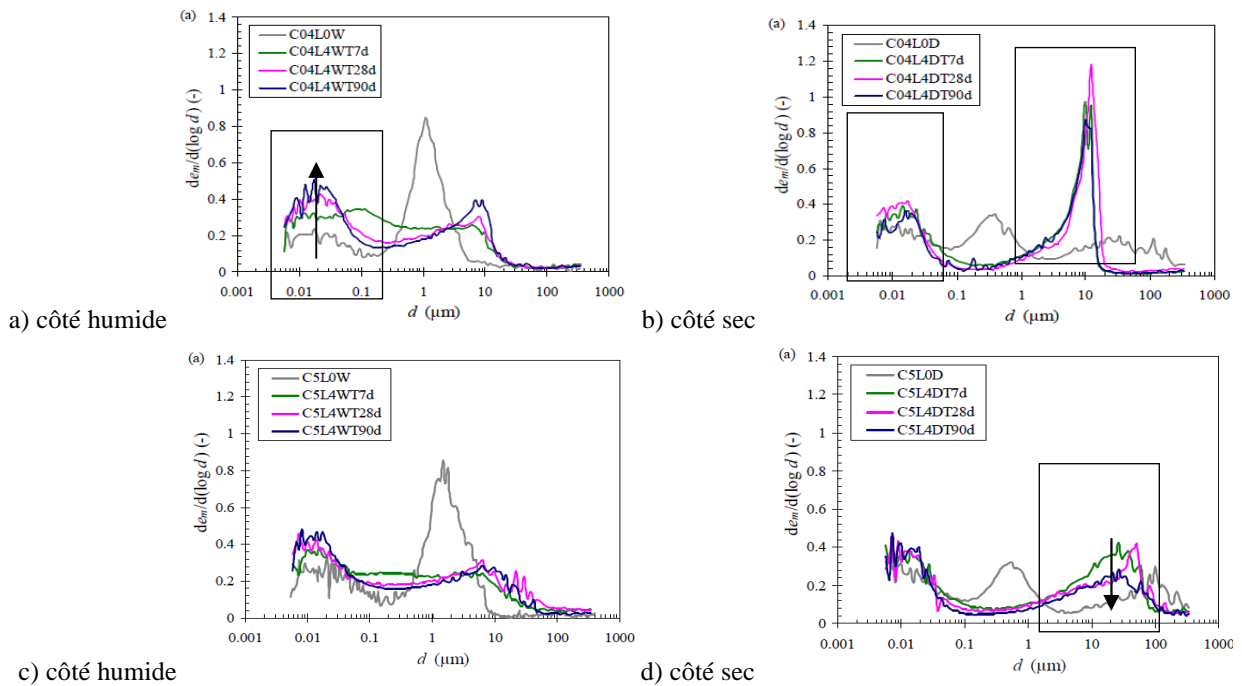 (a)
1.4
1.2
1
0.8
0.6
0.4
0.2
0
de_m/d(log d) (-)
C04L0W
C04L4WT7d
C04L4WT28d
C04L4WT90d
0.001 0.01 0.1 1 10 100 1000
d (µm)
a) côté humide
(a)
1.4
1.2
1
0.8
0.6
0.4
0.2
0
de_m/d(log d) (-)
C04L0D
C04L4DT7d
C04L4DT28d
C04L4DT90d
0.001 0.01 0.1 1 10 100 1000
d (µm)
b) côté sec
(a)
1.4
1.2
1
0.8
0.6
0.4
0.2
0
de_m/d(log d) (-)
C5L0W
C5L4WT7d
C5L4WT28d
C5L4WT90d
0.001 0.01 0.1 1 10 100 1000
d (µm)
c) côté humide
(a)
1.4
1.2
1
0.8
0.6
0.4
0.2
0
de_m/d(log d) (-)
C5L0D
C5L4DT7d
C5L4DT28d
C5L4DT90d
0.001 0.01 0.1 1 10 100 1000
d (µm)
d) côté sec